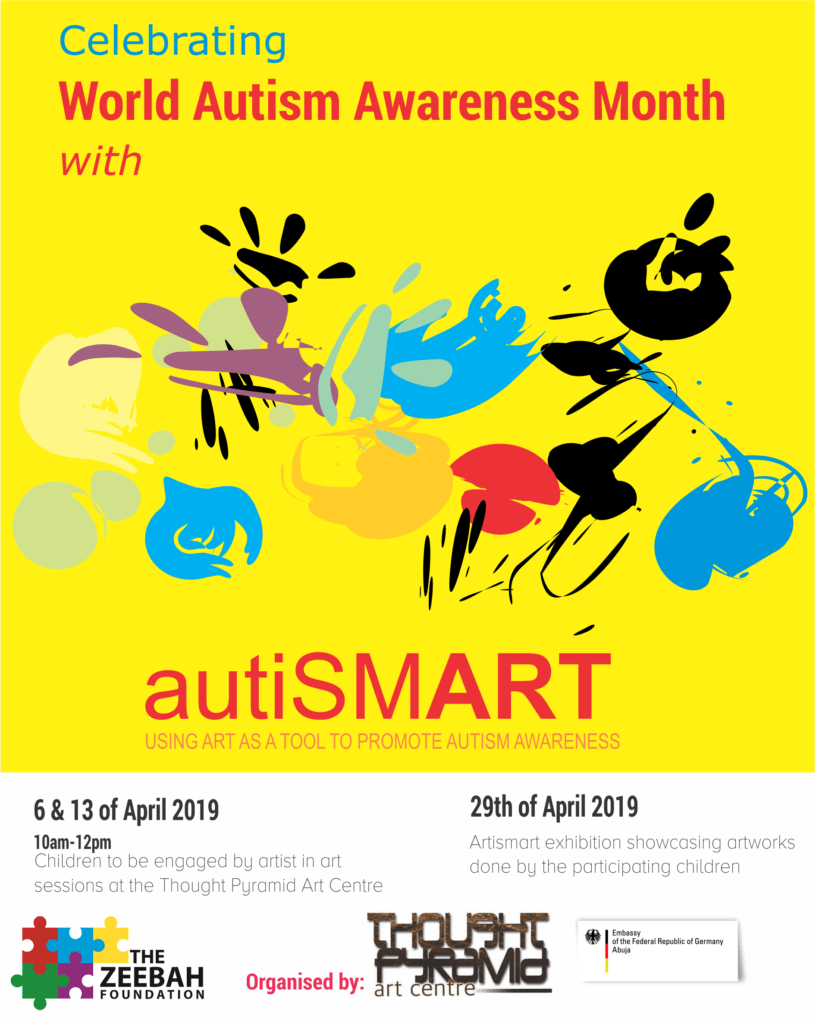 Celebrating
World Autism Awareness Month
with
autiSMART
USING ART AS A TOOL TO PROMOTE AUTISM AWARENESS
6 & 13 of April 2019
10am-12pm
Children to be engaged by artist in art
sessions at the Thought Pyramid Art Centre
29th of April 2019
Artismart exhibition showcasing artworks
done by the participating children
THE
ZEEBAH
FOUNDATION
Organised by:
THOUGHT
PYRAMID
art centre
Embassy
of the Federal Republic of Germany
Abuja